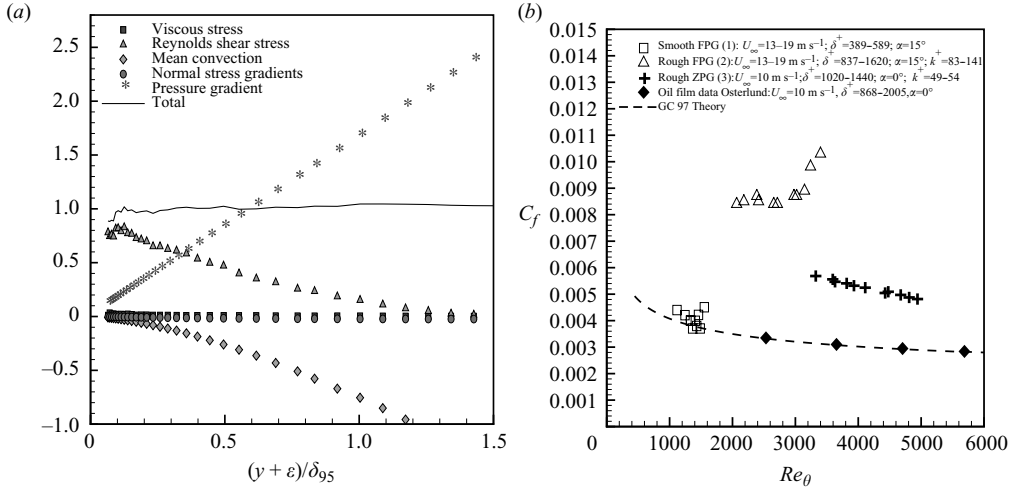 (a)
Viscous stress
Reynolds shear stress
Mean convection
Normal stress gradients
Pressure gradient
Total
2.5
2.0
1.5
1.0
0.5
0
–0.5
–1.0
0
0.5
1.0
1.5
(y + ε)/δ95
(b)
0.015
0.014
0.013
0.012
0.011
0.010
0.009
0.008
0.007
0.006
0.005
0.004
0.003
0.002
0.001
Cf
Smooth FPG (1): U∞=13–19 m s–1; δ+=389–589; α=15°
Rough FPG (2): U∞=13–19 m s–1; δ+=837–1620; α=15°; k+=83–141
Rough ZPG (3): U∞=10 m s–1; δ+=1020–1440; α=0°; k+=49–54
Oil film data Osterlund: U∞=10 m s–1, δ+=868–2005, α=0°
GC 97 Theory
0
1000
2000
3000
4000
5000
6000
Reθ